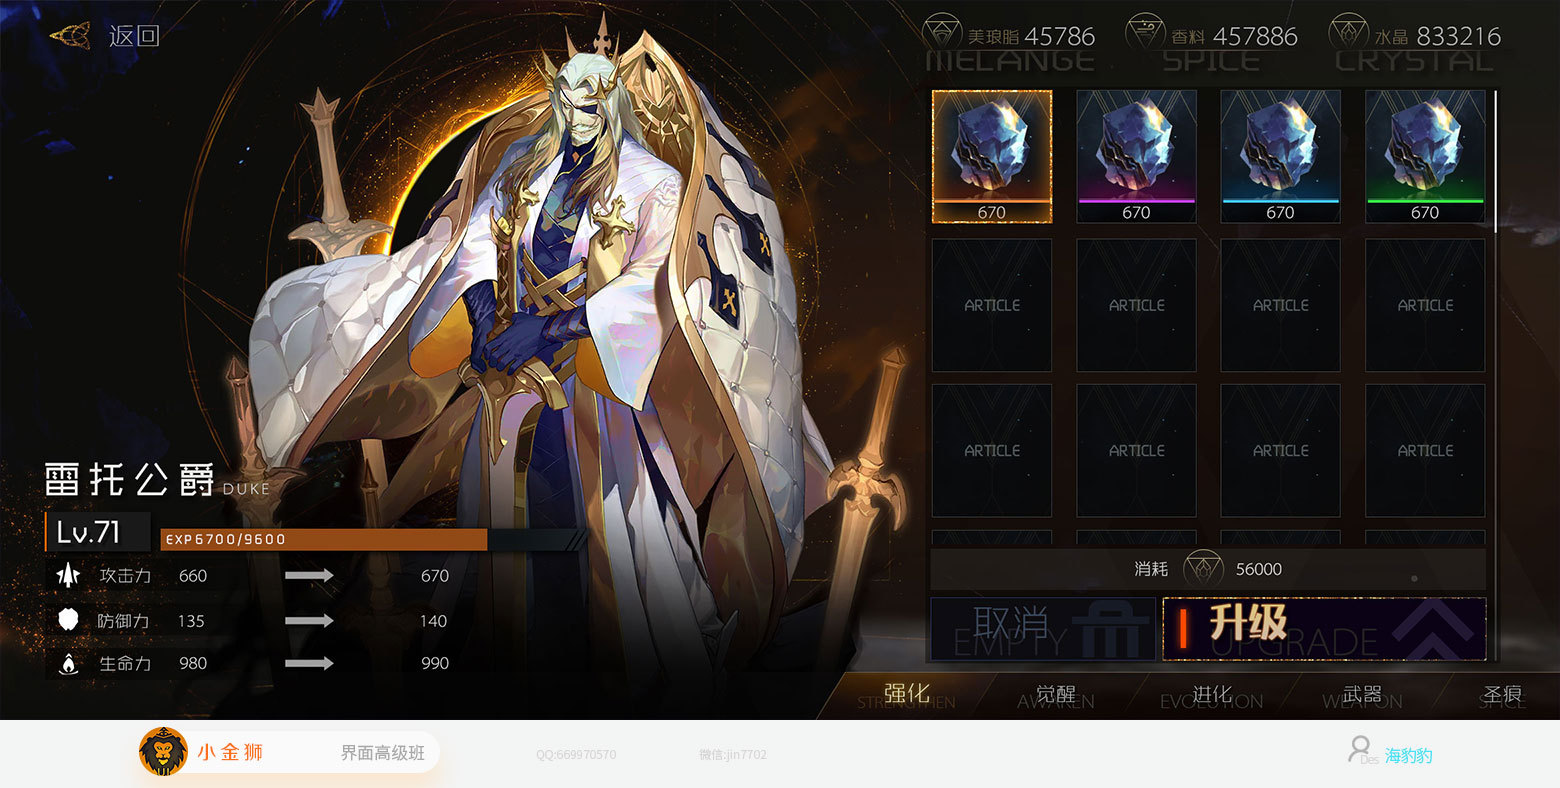 返回
美琅脂 45786
MELANGE
香料 457886
SPICE
水晶 833216
CRYSTAL
670
670
670
670
ARTICLE
ARTICLE
ARTICLE
ARTICLE
ARTICLE
ARTICLE
ARTICLE
ARTICLE
雷托公爵 DUKE
Lv.71
EXP6700/9600
攻击力 660 670
防御力 135 140
生命力 980 990
消耗 56000
取消
EMPTY
升级
UPGRADE
强化
STRENGTHEN
觉醒
AWAKEN
进化
EVOLUTION
武器
WEAPON
圣痕
SPICE
小金狮
界面高级班
QQ:669970570
微信:jin7702
Des 海豹豹